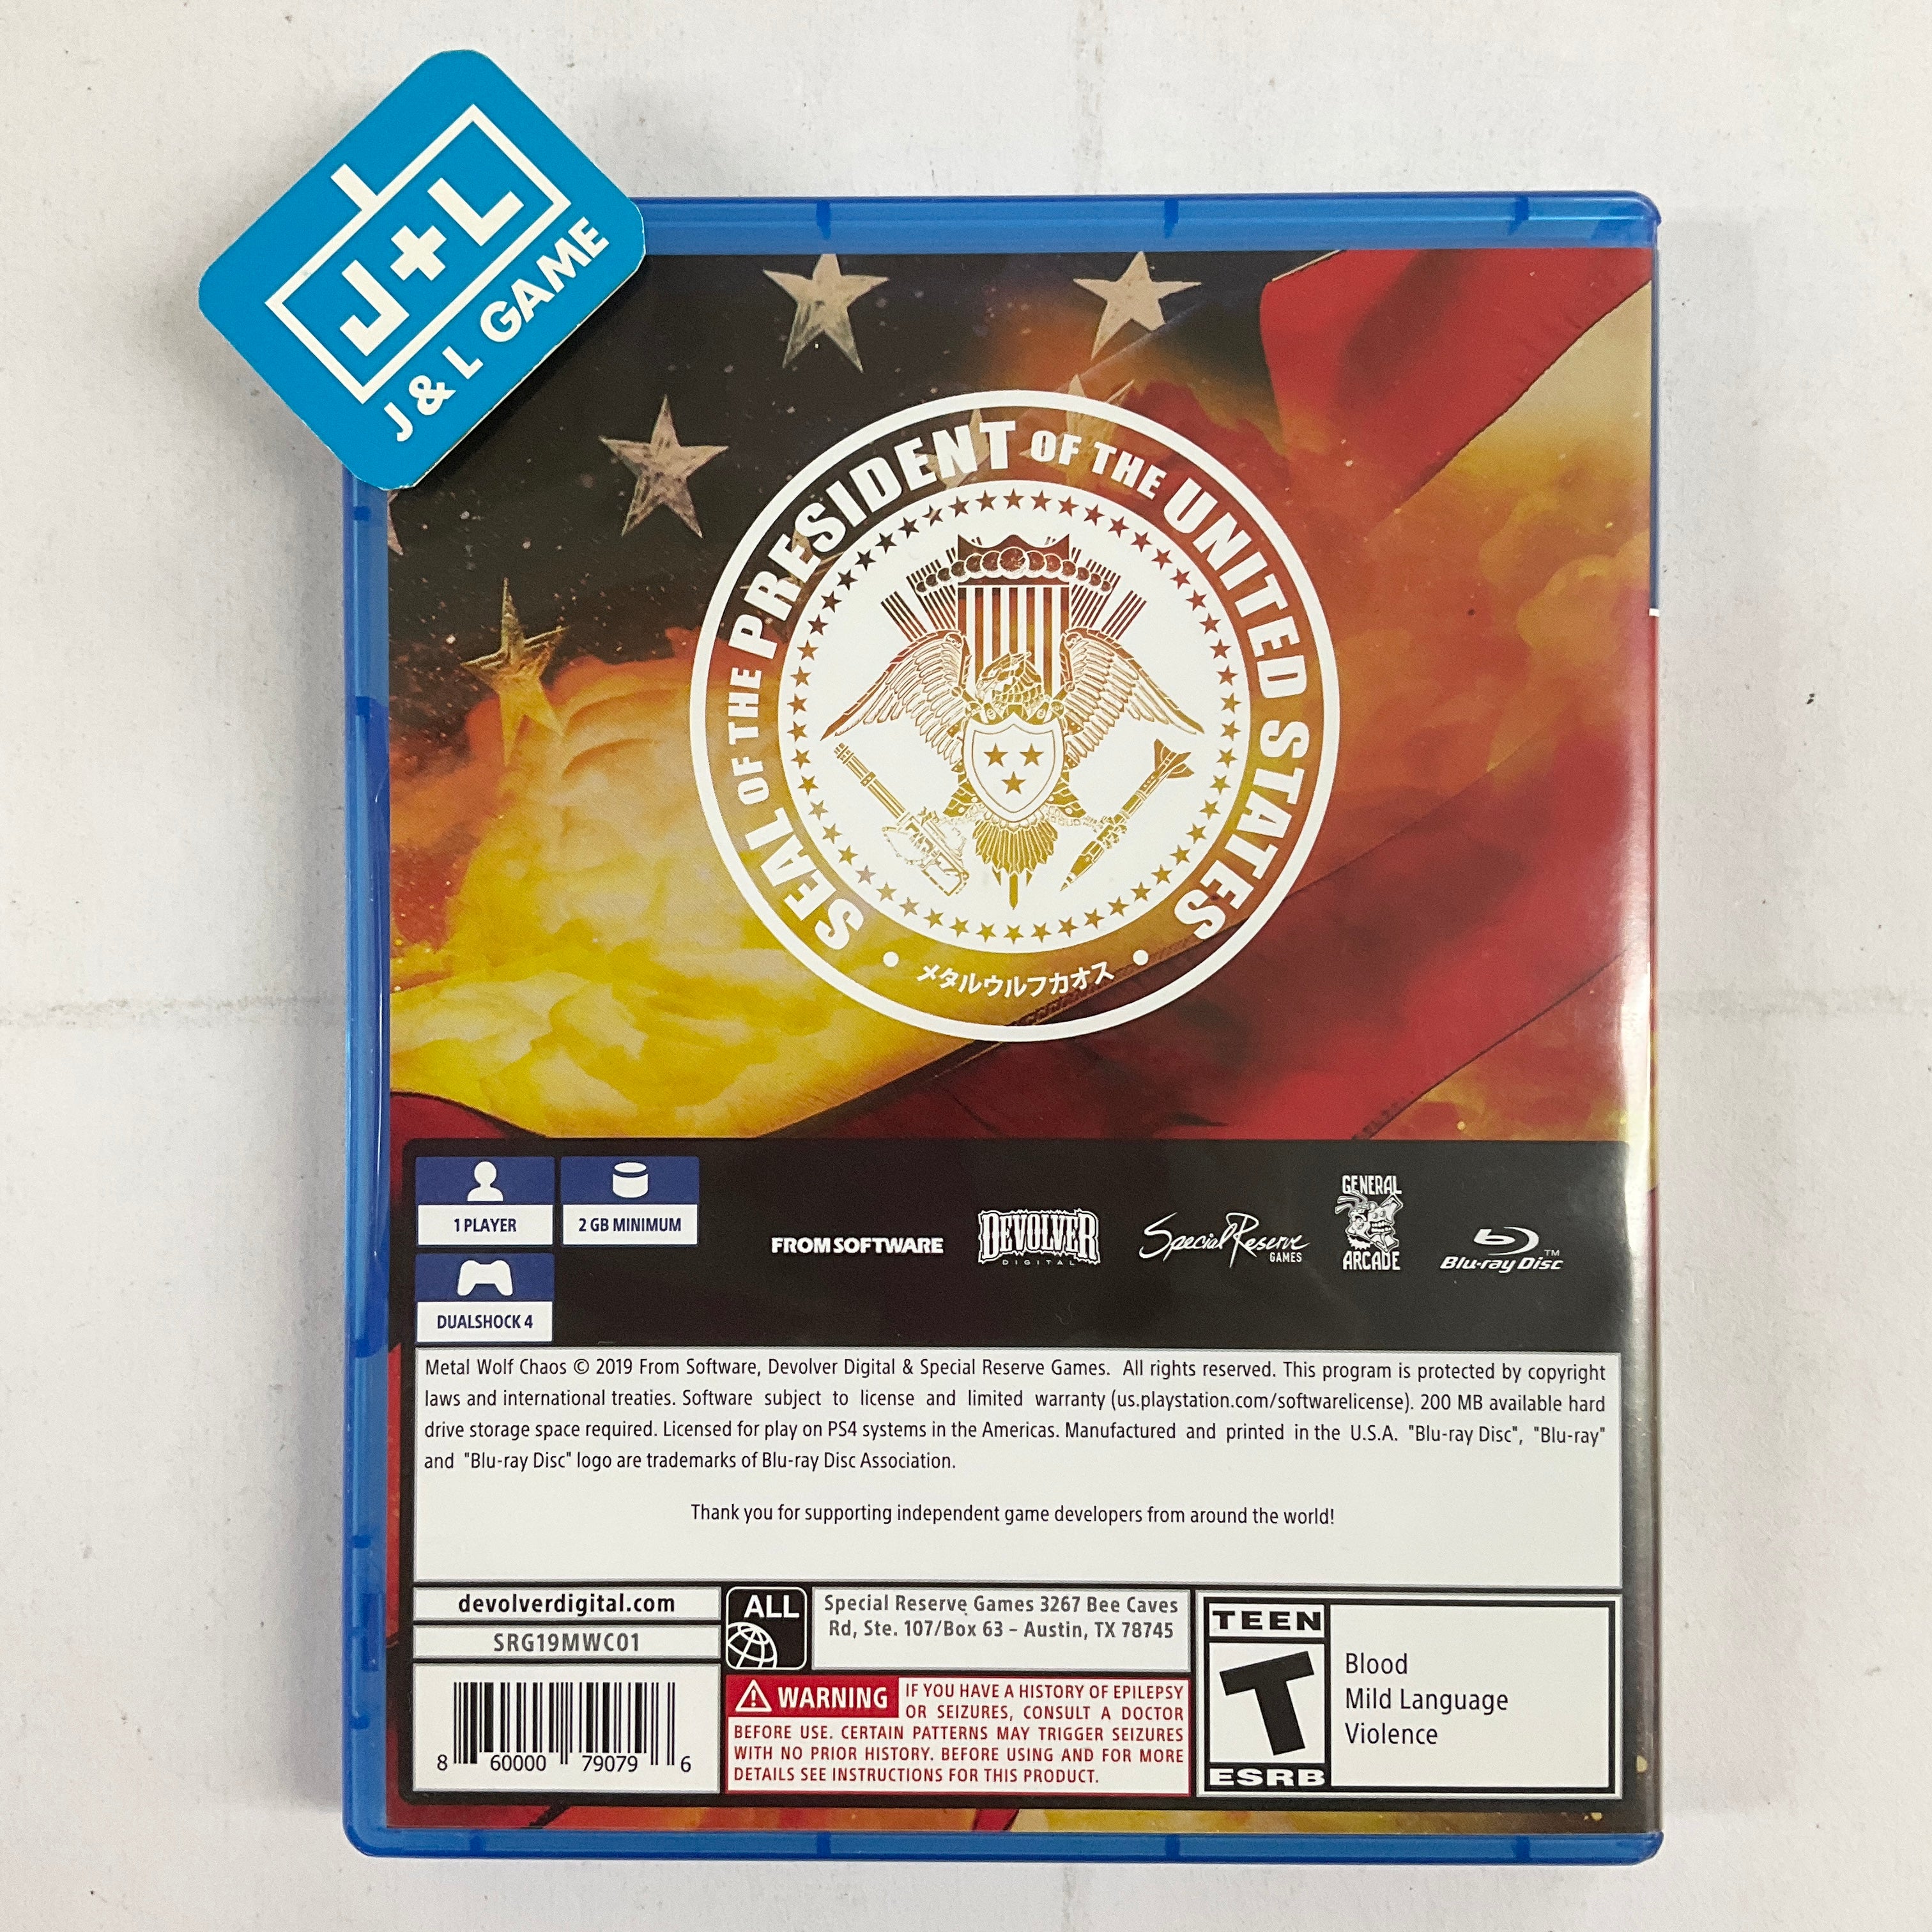 J+L
J & L GAME
SEAL OF THE PRESIDENT OF THE UNITED STATES
• メタルウルフカオス •
1 PLAYER
2 GB MINIMUM
DUALSHOCK 4
FROMSOFTWARE
DEVOLVER
DIGITAL
Special Reserve
GAMES
GENERAL
ARCADE
Blu-ray Disc™
Metal Wolf Chaos © 2019 From Software, Devolver Digital & Special Reserve Games. All rights reserved. This program is protected by copyright
laws and international treaties. Software subject to license and limited warranty (us.playstation.com/softwarelicense). 200 MB available hard
drive storage space required. Licensed for play on PS4 systems in the Americas. Manufactured and printed in the U.S.A. "Blu-ray Disc", "Blu-ray"
and "Blu-ray Disc" logo are trademarks of Blu-ray Disc Association.
Thank you for supporting independent game developers from around the world!
devolverdigital.com
SRG19MWC01
8 60000 79079 6
ALL
Special Reserve Games 3267 Bee Caves
Rd, Ste. 107/Box 63 – Austin, TX 78745
WARNING IF YOU HAVE A HISTORY OF EPILEPSY
OR SEIZURES, CONSULT A DOCTOR
BEFORE USE. CERTAIN PATTERNS MAY TRIGGER SEIZURES
WITH NO PRIOR HISTORY. BEFORE USING AND FOR MORE
DETAILS SEE INSTRUCTIONS FOR THIS PRODUCT.
TEEN
T
ESRB
Blood
Mild Language
Violence